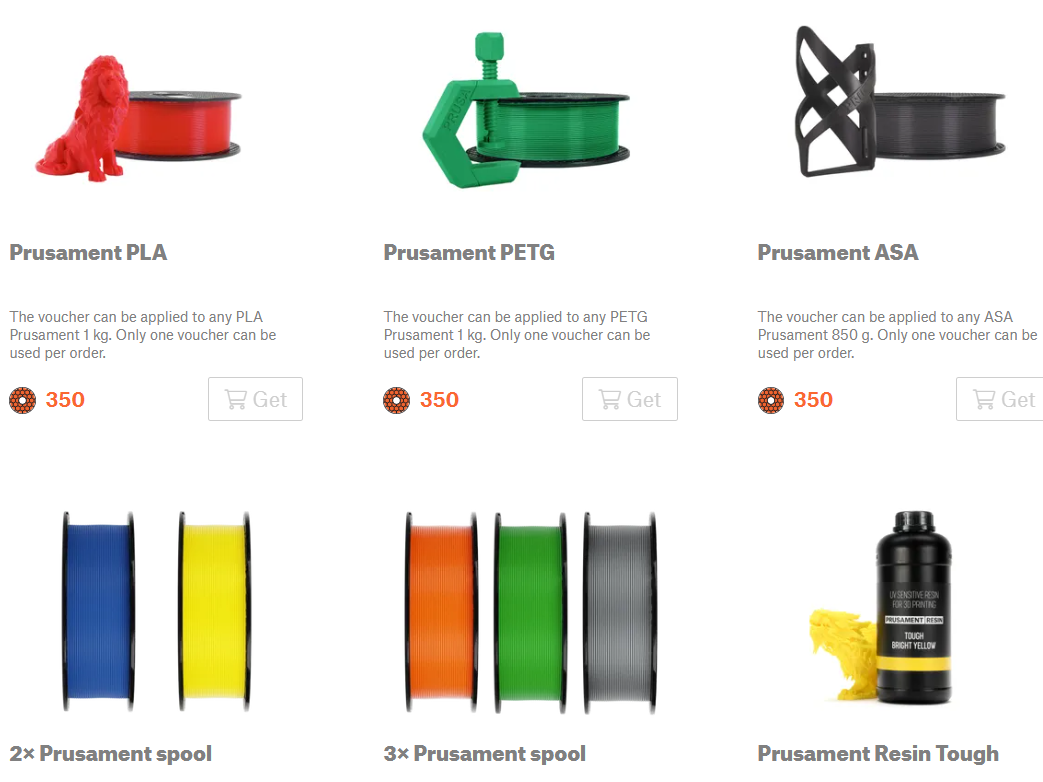 PRUSA
Prusament PLA
Prusament PETG
Prusament ASA
The voucher can be applied to any PLA
Prusament 1 kg. Only one voucher can be
used per order.
The voucher can be applied to any PETG
Prusament 1 kg. Only one voucher can be
used per order.
The voucher can be applied to any ASA
Prusament 850 g. Only one voucher can be
used per order.
350
Get
350
Get
350
Get
UV SENSITIVE RESIN
FOR 3D PRINTING
PRUSAMENT RESIN
TOUGH
BRIGHT YELLOW
2× Prusament spool
3× Prusament spool
Prusament Resin Tough